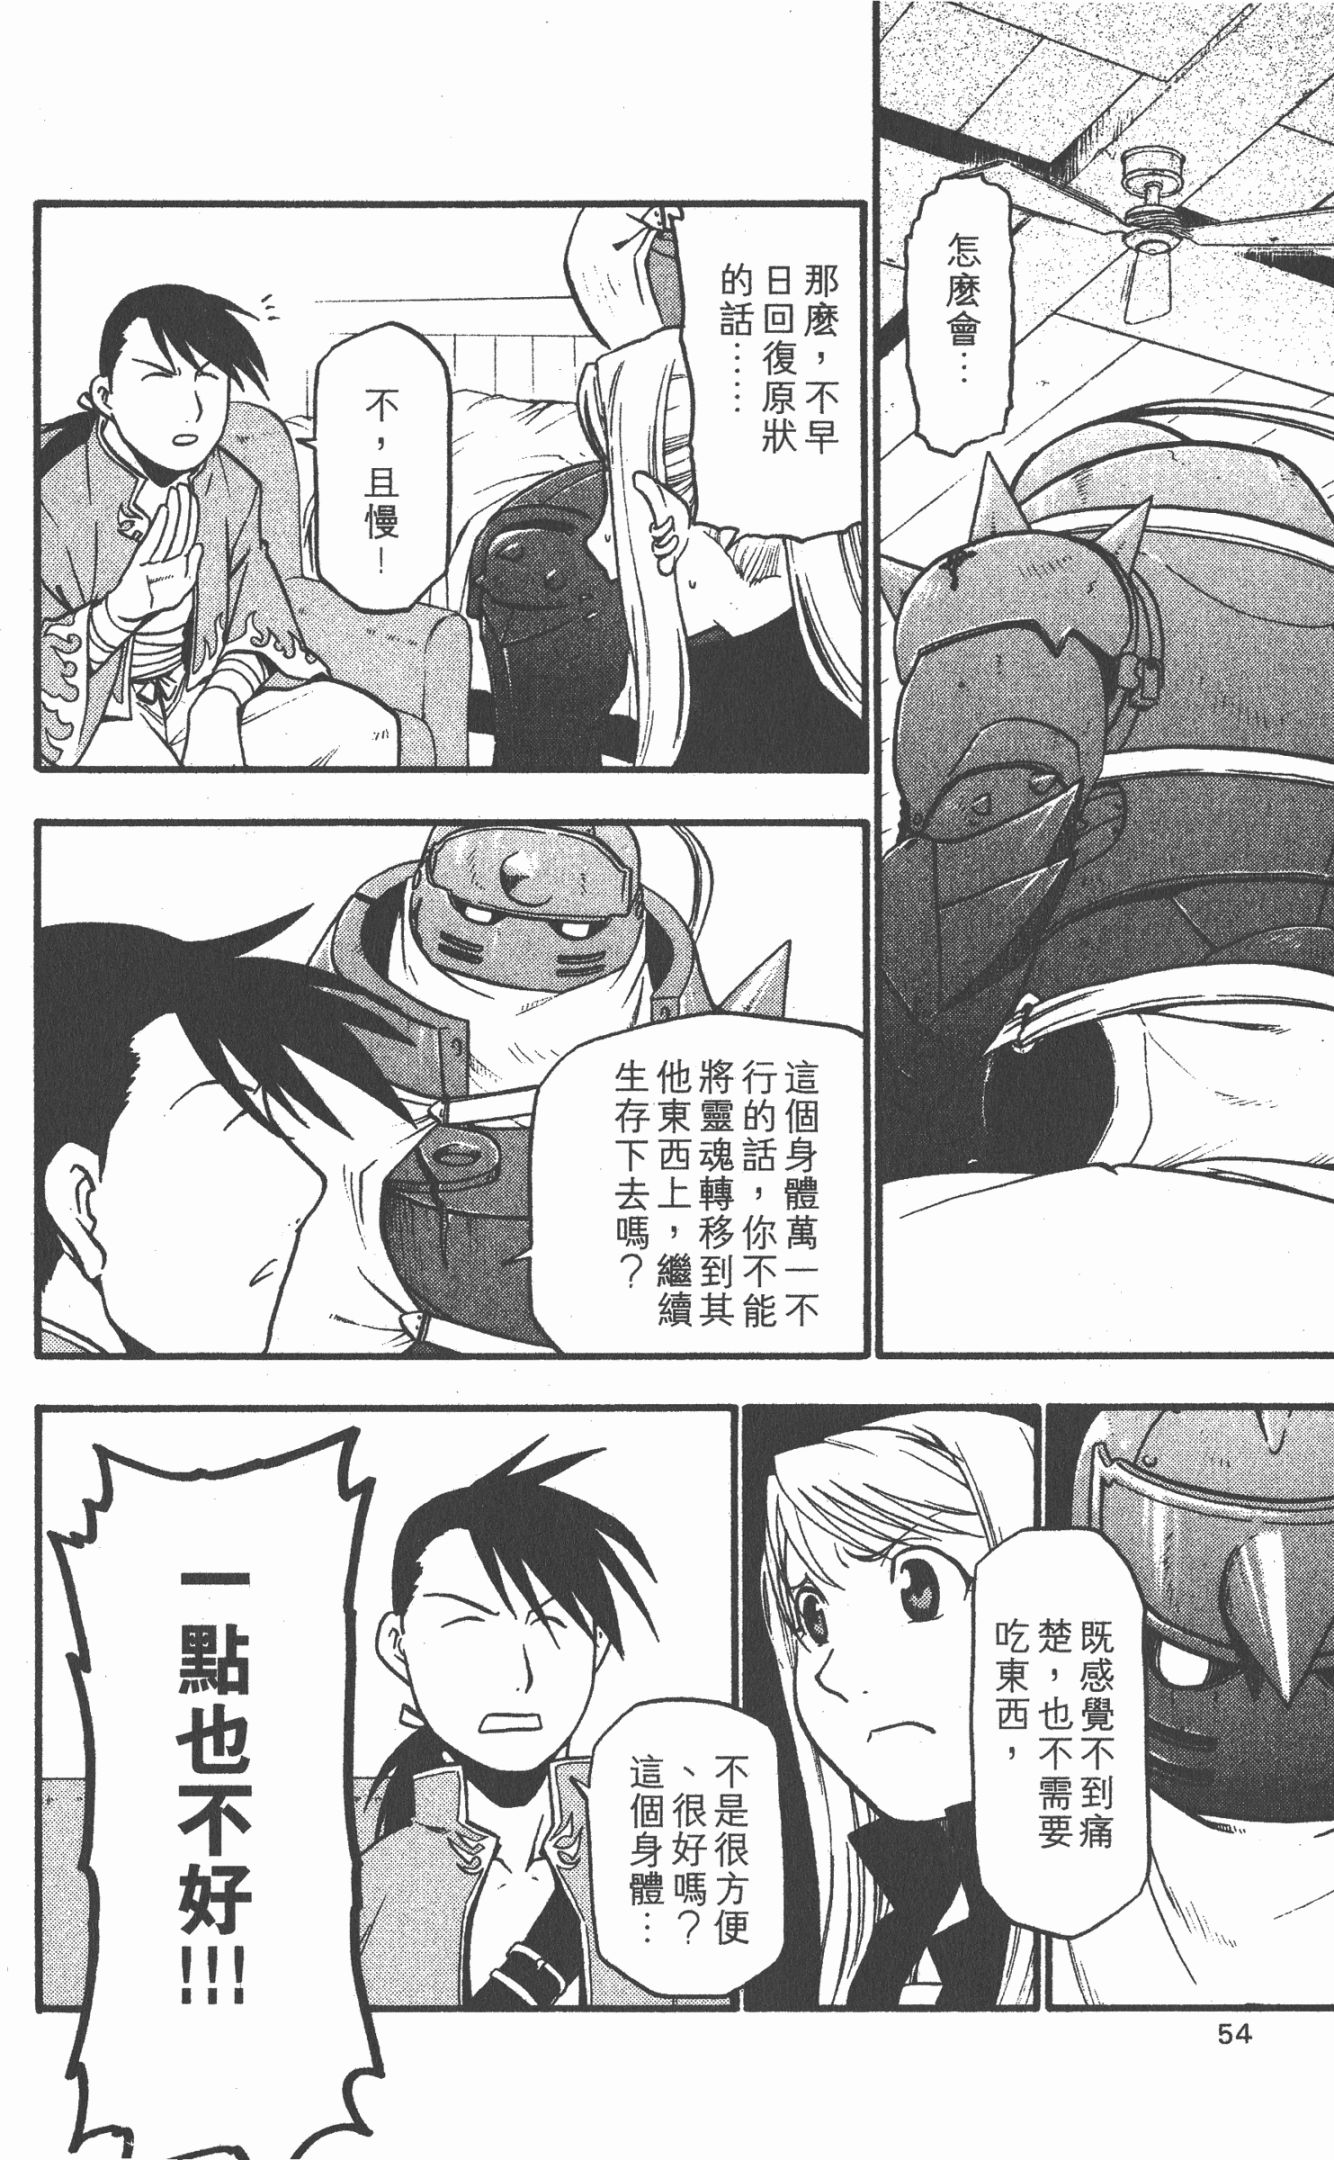 怎麼會…
那麼，不早
日回復原狀
的話……
不，且慢！
這個身體萬一不
行的話，你不能
將靈魂轉移到其
他東西上，繼續
生存下去嗎？
既感覺不到痛
楚，也不需要
吃東西，
不是很方便
、很好嗎？
這個身體…
一點也不好!!!
54